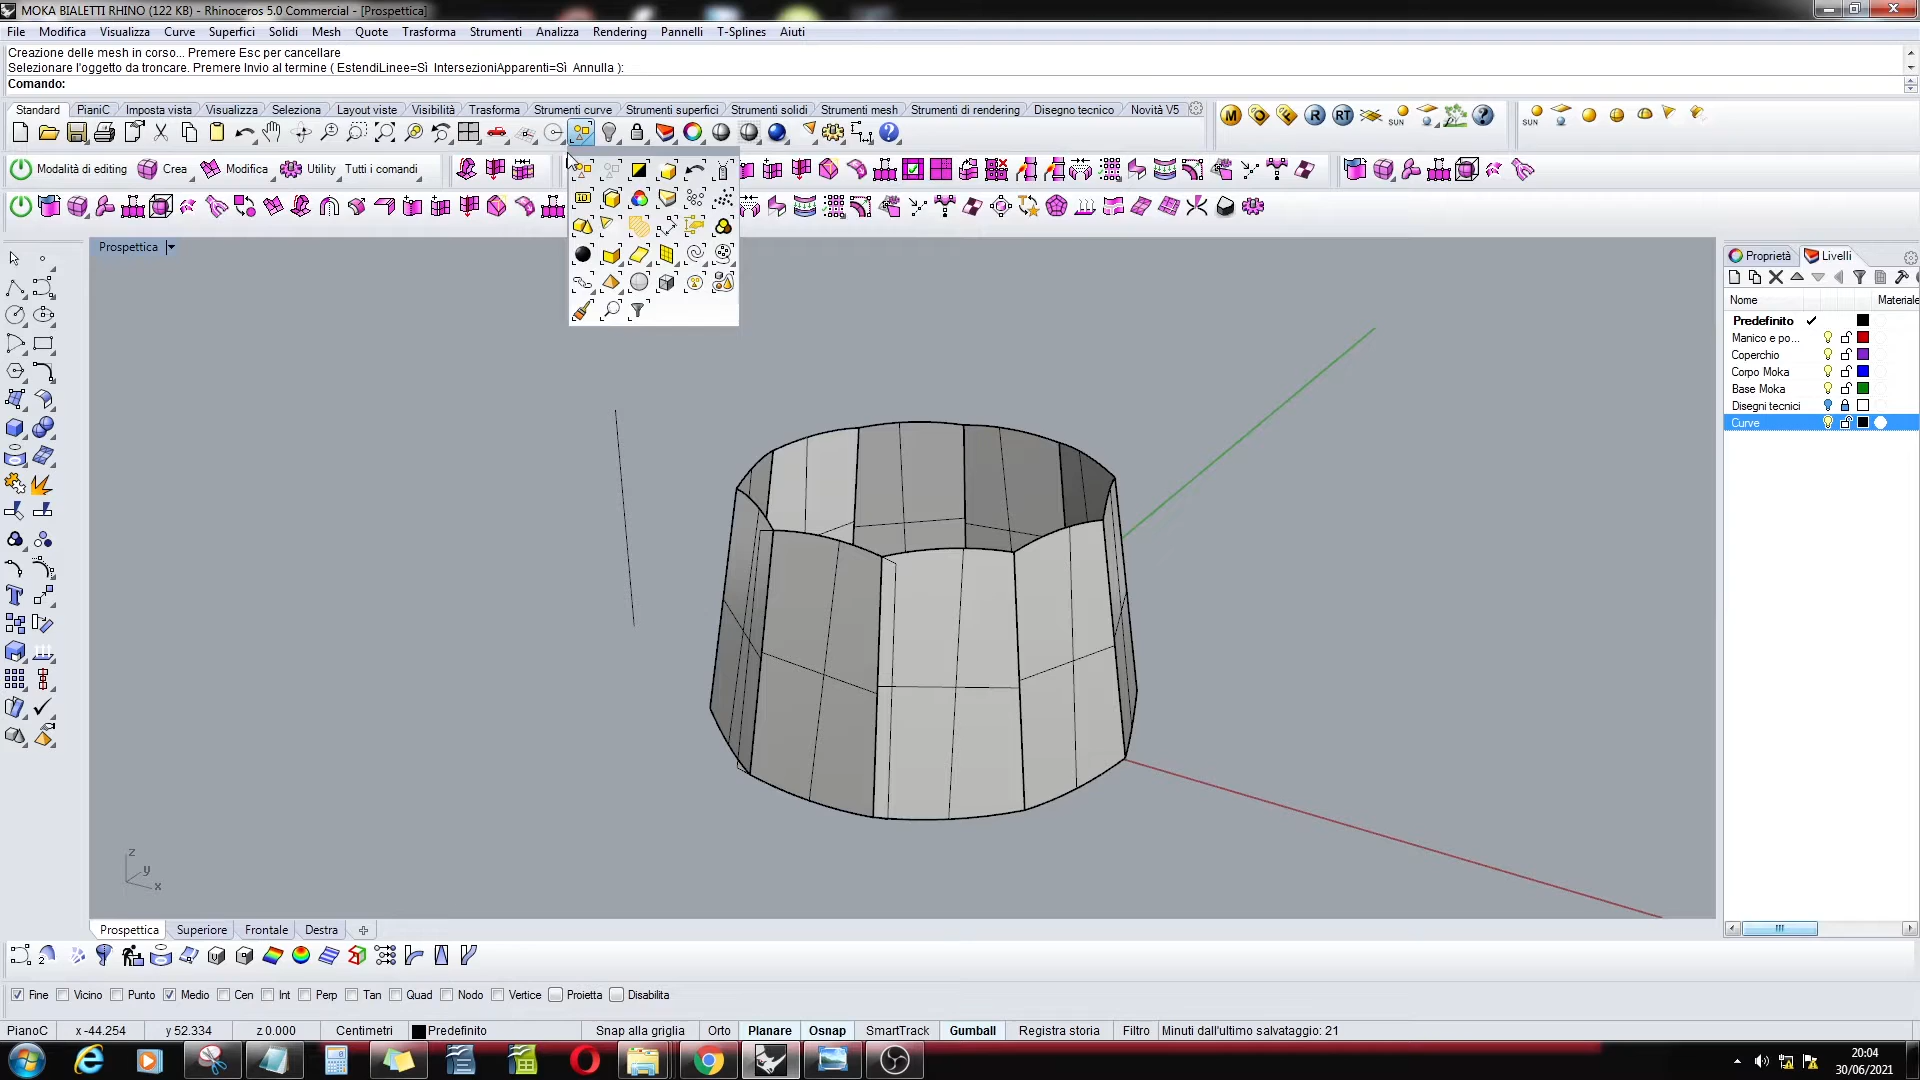 MOKA BIALETTI RHINO (122 KB) - Rhinoceros 5.0 Commercial - [Prospettica]
File Modifica Visualizza Curve Superfici Solidi Mesh Quote Trasforma Strumenti Analizza Rendering Pannelli T-Splines Aiuti
Creazione delle mesh in corso... Premere Esc per cancellare
Selezionare l'oggetto da troncare. Premere Invio al termine ( EstendiLinee=Sì IntersezioniApparenti=Sì Annulla ):
Comando:
Standard PianiC Imposta vista Visualizza Seleziona Layout viste Visibilità Trasforma Strumenti curve Strumenti superfici Strumenti solidi Strumenti mesh Strumenti di rendering Disegno tecnico Novità V5
M R RT SUN SUN
Modalità di editing Crea Modifica Utility Tutti i comandi
ID
Prospettica
Proprietà Livelli
Nome Materiale
Predefinito
Manico e po...
Coperchio
Corpo Moka
Base Moka
Disegni tecnici
Curve
z
y
x
Prospettica Superiore Frontale Destra
Fine Vicino Punto Medio Cen Int Perp Tan Quad Nodo Vertice Proietta Disabilita
PianoC x -44.254 y 52.334 z 0.000 Centimetri Predefinito Snap alla griglia Orto Planare Osnap SmartTrack Gumball Registra storia Filtro Minuti dall'ultimo salvataggio: 21
20:04
30/06/2021